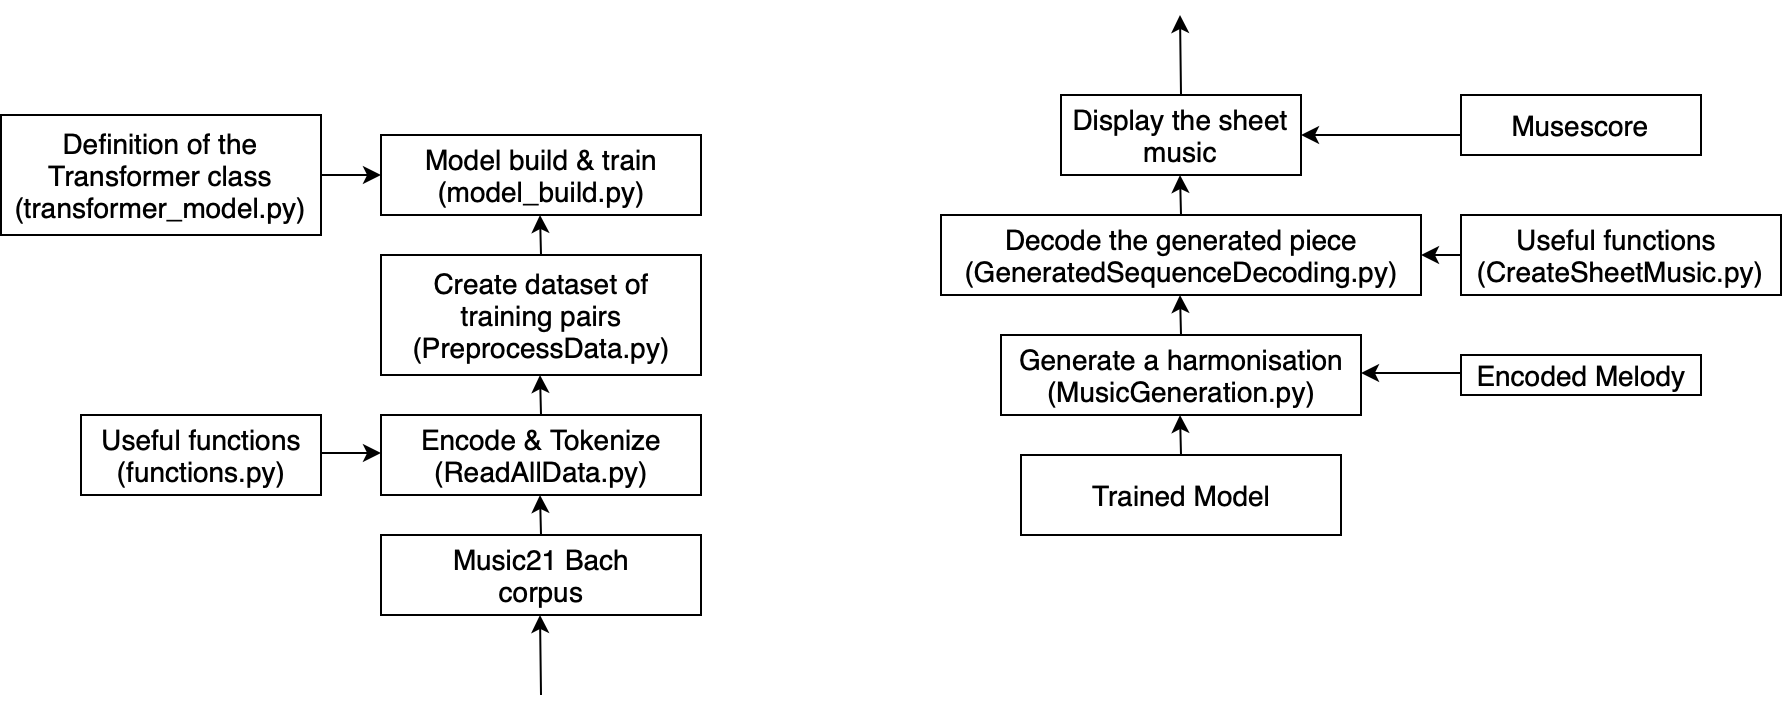 Definition of the
Transformer class
(transformer_model.py)
Model build & train
(model_build.py)
Create dataset of
training pairs
(PreprocessData.py)
Useful functions
(functions.py)
Encode & Tokenize
(ReadAllData.py)
Music21 Bach
corpus
Display the sheet
music
Musescore
Decode the generated piece
(GeneratedSequenceDecoding.py)
Useful functions
(CreateSheetMusic.py)
Generate a harmonisation
(MusicGeneration.py)
Encoded Melody
Trained Model